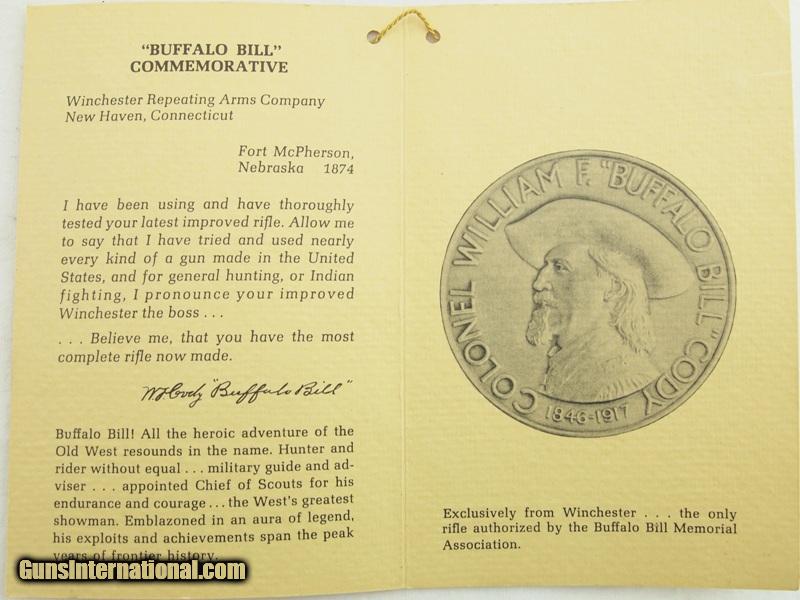 "BUFFALO BILL"
COMMEMORATIVE
Winchester Repeating Arms Company
New Haven, Connecticut
Fort McPherson,
Nebraska 1874
I have been using and have thoroughly
tested your latest improved rifle. Allow me
to say that I have tried and used nearly
every kind of a gun made in the United
States, and for general hunting, or Indian
fighting, I pronounce your improved
Winchester the boss . . .
. . . Believe me, that you have the most
complete rifle now made.
WFCody "Buffalo Bill"
Buffalo Bill! All the heroic adventure of the
Old West resounds in the name. Hunter and
rider without equal . . . military guide and ad-
viser . . . appointed Chief of Scouts for his
endurance and courage . . . the West's greatest
showman. Emblazoned in an aura of legend,
his exploits and achievements span the peak
years of frontier history.
COLONEL WILLIAM F. "BUFFALO BILL" CODY
1846-1917
Exclusively from Winchester . . . the only
rifle authorized by the Buffalo Bill Memorial
Association.
GunsInternational.com